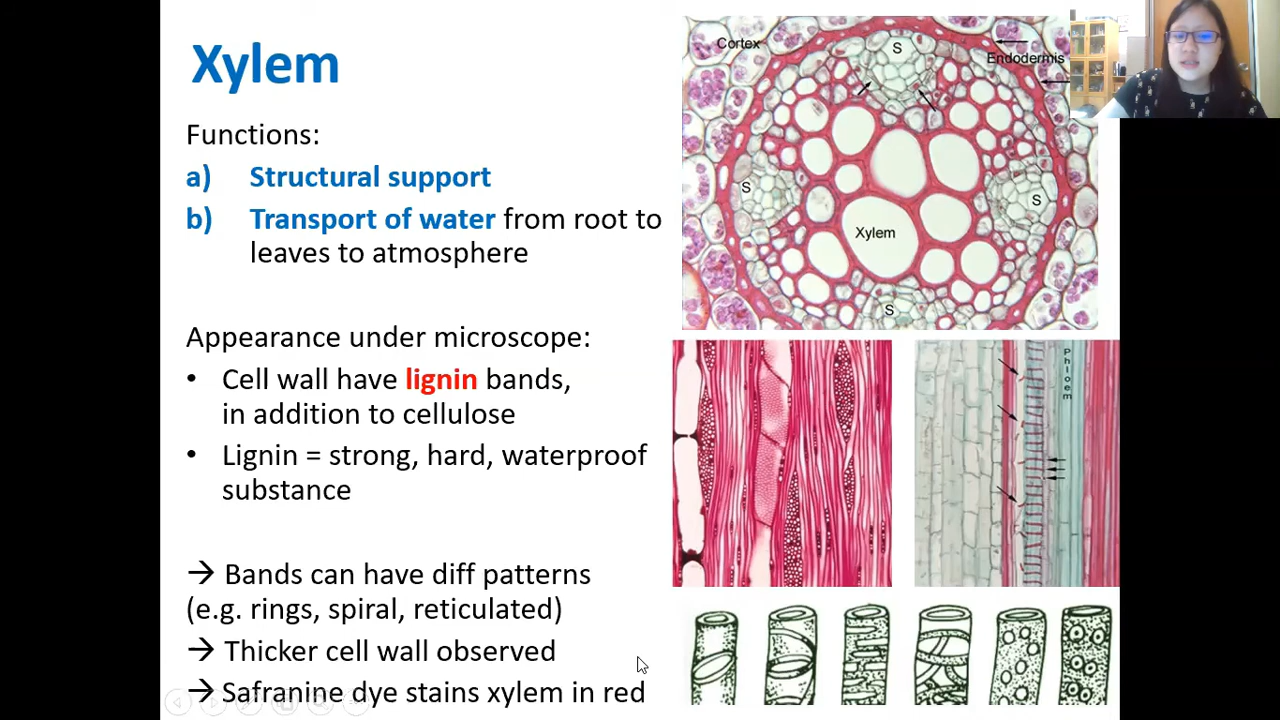 Xylem
Functions:
a) Structural support
b) Transport of water from root to
leaves to atmosphere
Appearance under microscope:
• Cell wall have lignin bands,
in addition to cellulose
• Lignin = strong, hard, waterproof
substance
→ Bands can have diff patterns
(e.g. rings, spiral, reticulated)
→ Thicker cell wall observed
→ Safranine dye stains xylem in red
Cortex
S
Endodermis
S
S
Xylem
S
Phloem